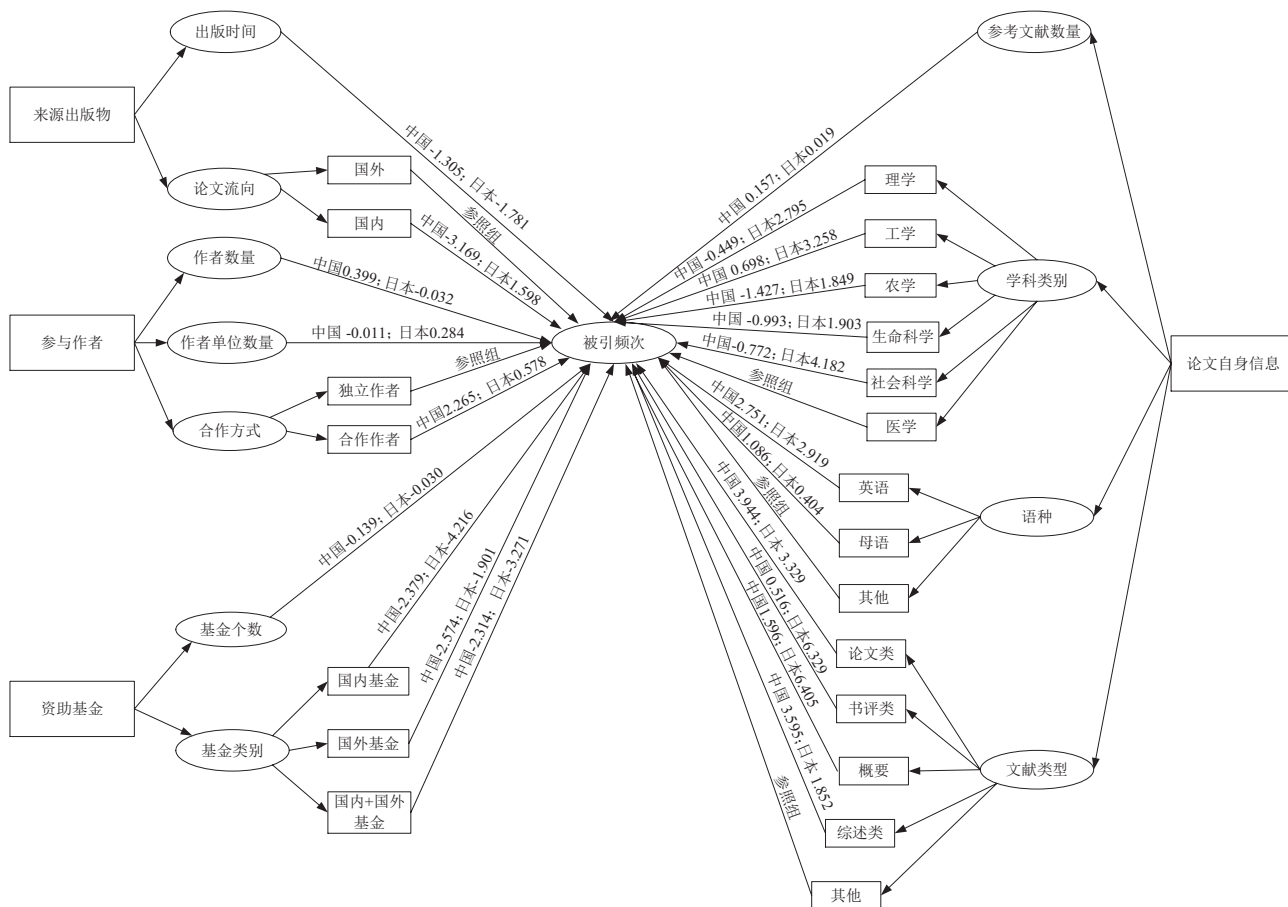 出版时间
参考文献数量
来源出版物
中国-1.305；日本-1.781
中国 0.157；日本0.019
论文流向
国外
国内
参照组
中国-3.169；日本1.598
理学
工学
农学
生命科学
社会科学
医学
学科类别
中国 -0.449；日本2.795
中国 0.698；日本3.258
中国 -1.427；日本1.849
中国 -0.993；日本1.903
中国-0.772；日本4.182
参照组
作者数量
中国0.399；日本-0.032
参与作者
作者单位数量
中国 -0.011；日本0.284
被引频次
论文自身信息
合作方式
独立作者
合作作者
参照组
中国2.265；日本0.578
英语
母语
其他
语种
中国2.751；日本2.919
中国1.086；日本0.404
参照组
中国-0.139；日本-0.030
基金个数
资助基金
基金类别
国内基金
国外基金
国内+国外
基金
中国-2.379；日本-4.216
中国-2.574；日本-1.901
中国-2.314；日本-3.271
论文类
书评类
概要
综述类
其他
文献类型
中国 3.944；日本 3.329
中国 0.516；日本6.329
中国1.596；日本6.405
中国 3.595；日本 1.852
参照组